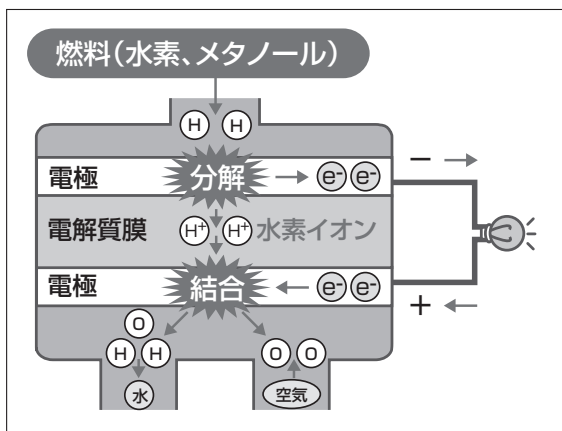 燃料(水素、メタノール)
H H
電極 分解 e- e- − 
電解質膜 H+ H+ 水素イオン
電極 結合 e- e- +
O
H H O O
水 空気